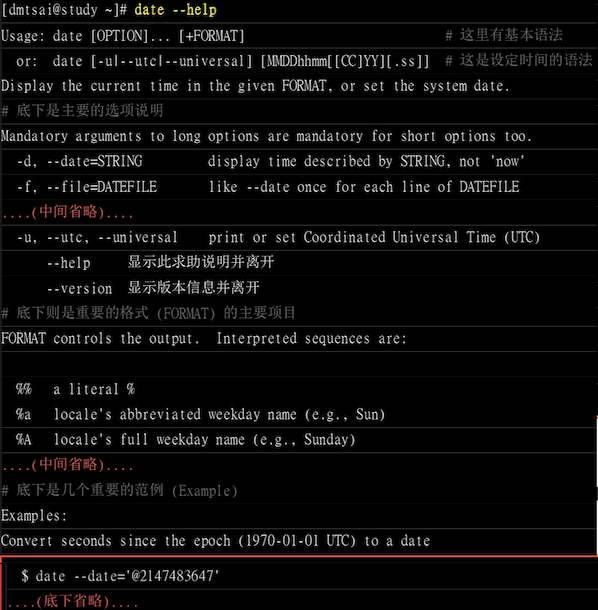 [dmtsai@study ~]# date --help
Usage: date [OPTION]... [+FORMAT] # 这里有基本语法
or: date [-u|--utc|--universal] [MMDDhhmm[[CC]YY][.ss]] # 这是设定时间的语法
Display the current time in the given FORMAT, or set the system date.
# 底下是主要的选项说明
Mandatory arguments to long options are mandatory for short options too.
-d, --date=STRING display time described by STRING, not 'now'
-f, --file=DATEFILE like --date once for each line of DATEFILE
....(中间省略)....
-u, --utc, --universal print or set Coordinated Universal Time (UTC)
--help 显示此求助说明并离开
--version 显示版本信息并离开
# 底下则是重要的格式 (FORMAT) 的主要项目
FORMAT controls the output. Interpreted sequences are:
%% a literal %
%a locale's abbreviated weekday name (e.g., Sun)
%A locale's full weekday name (e.g., Sunday)
....(中间省略)....
# 底下是几个重要的范例 (Example)
Examples:
Convert seconds since the epoch (1970-01-01 UTC) to a date
$ date --date='@2147483647'
....(底下省略)....